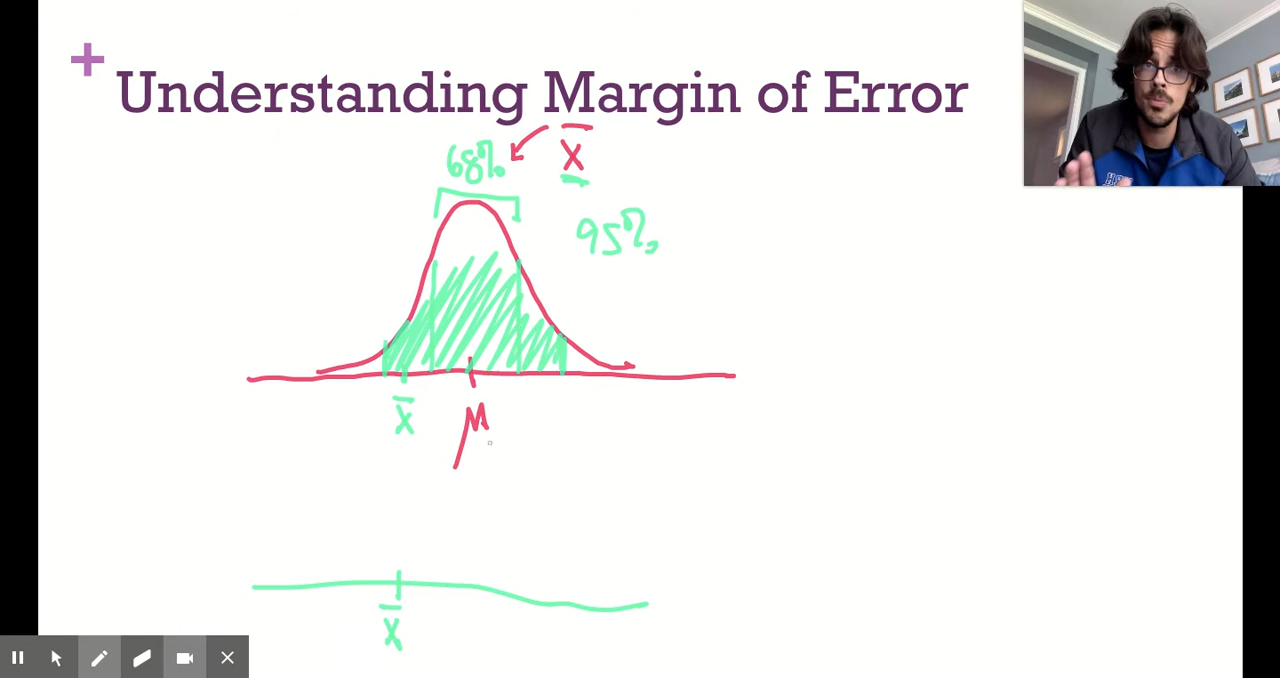 + Understanding Margin of Error
68%
X̄
95%
X̄
μ
X̄